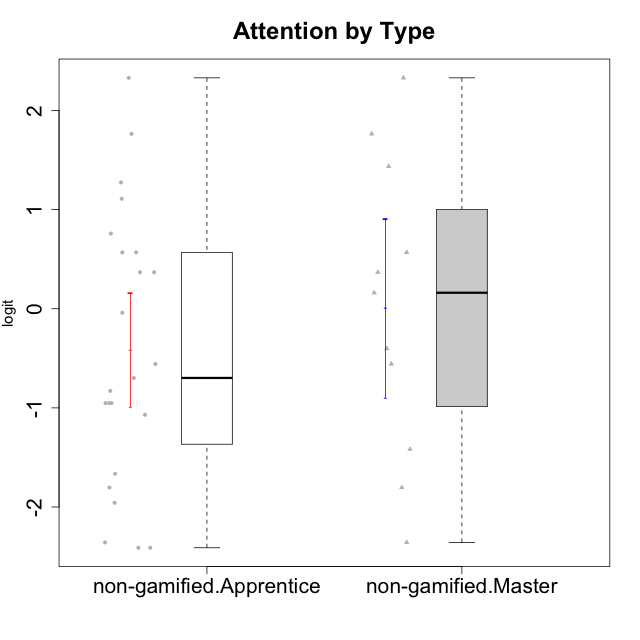 Attention by Type
logit
2
1
0
-1
-2
non-gamified.Apprentice
non-gamified.Master